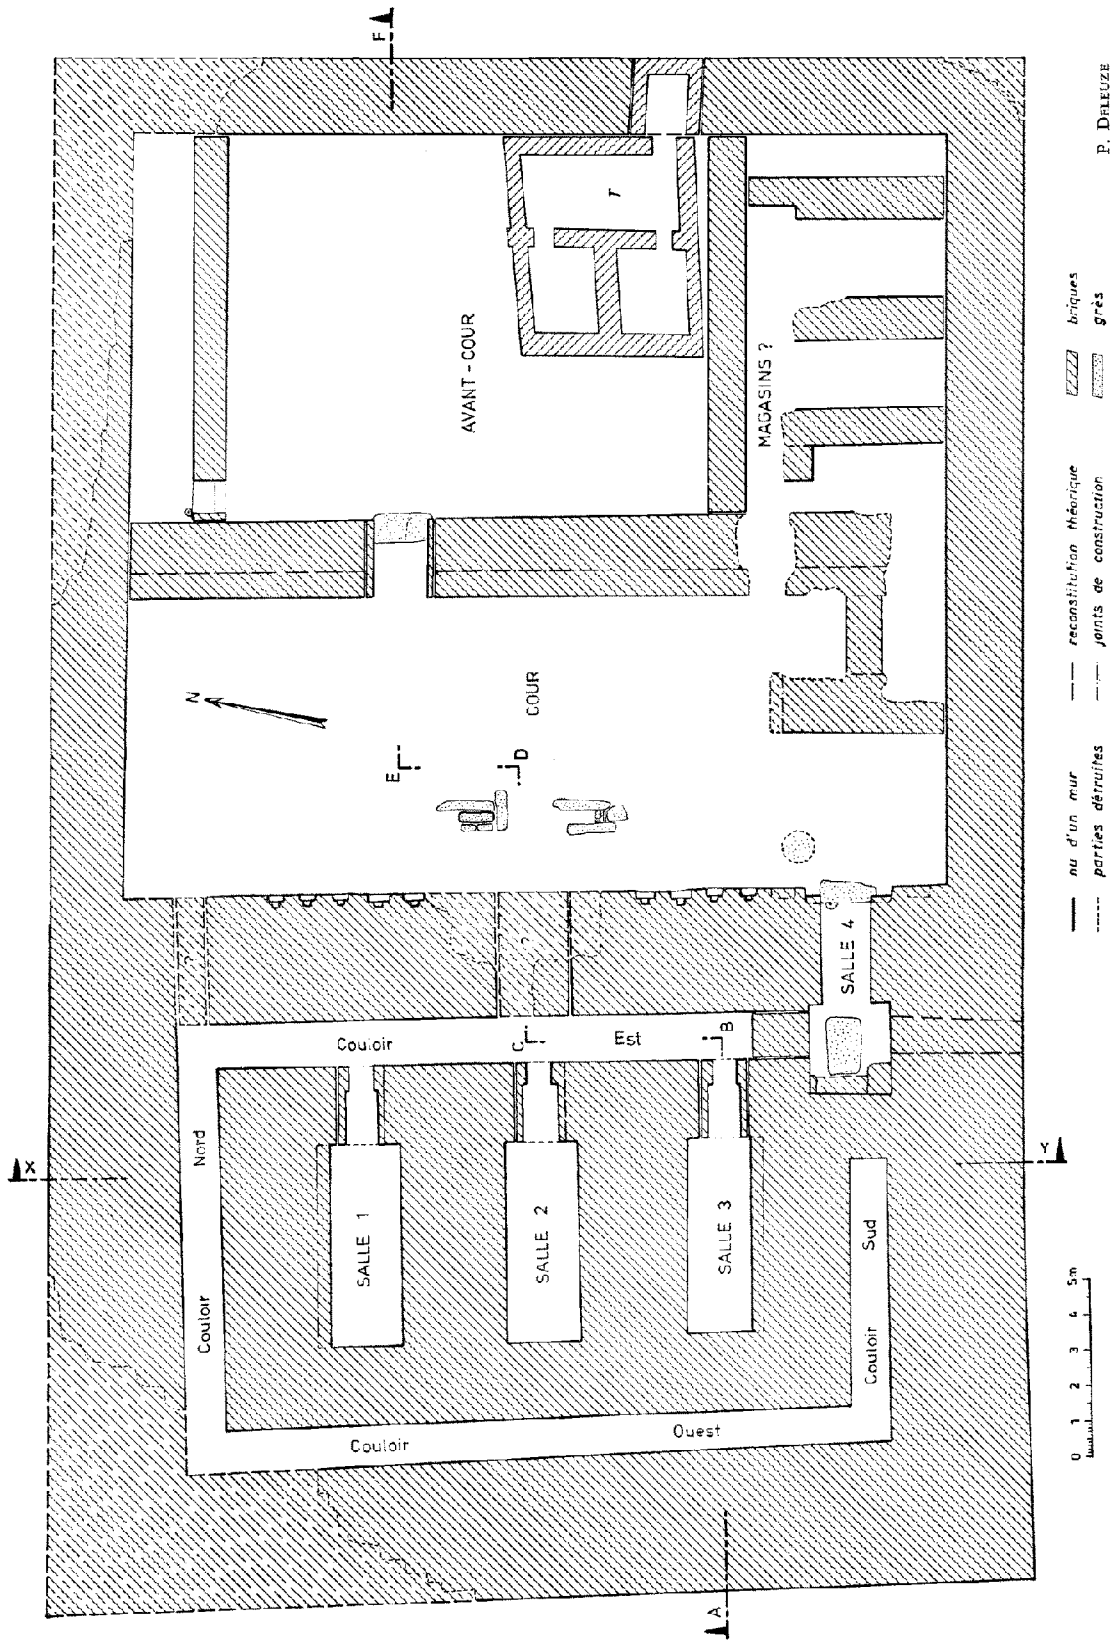 F
P. DELEUZE
T
AVANT-COUR
MAGASINS ?
N
COUR
E
D
SALLE 4
?
Couloir
C
Est
B
X
Couloir Nord
SALLE 1
SALLE 2
SALLE 3
Y
Couloir Sud
Couloir
Ouest
A
0 1 2 3 4 5m
nu d'un mur
parties détruites
reconstitution théorique
joints de construction
briques
grès